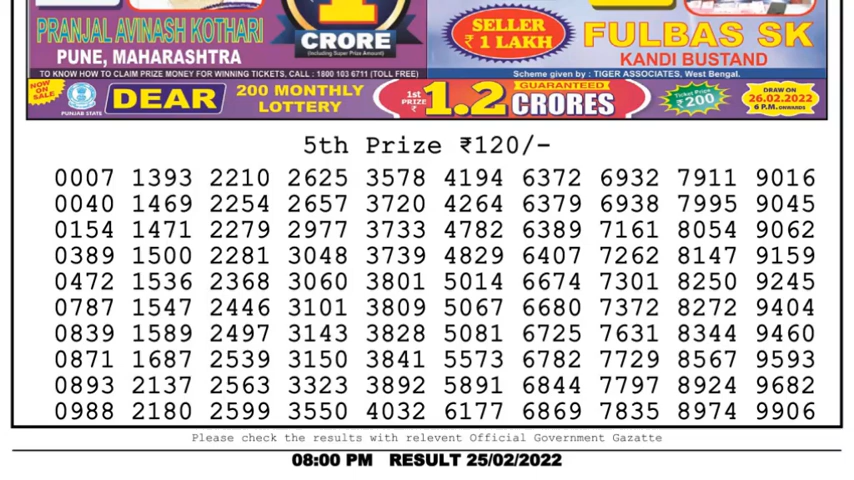 PRANJAL AVINASH KOTHARI
PUNE, MAHARASHTRA
1
CRORE
(Including Super Prize Amount)
SELLER
₹ 1 LAKH
FULBAS SK
KANDI BUSTAND
TO KNOW HOW TO CLAIM PRIZE MONEY FOR WINNING TICKETS. CALL : 1800 103 6711 (TOLL FREE)
Scheme given by : TIGER ASSOCIATES, West Bengal.
NOW ON SALE
PUNJAB STATE
DEAR
200 MONTHLY
LOTTERY
1st
PRIZE
₹
1.2
GUARANTEED
CRORES
Ticket Price
₹200
DRAW ON
26.02.2022
6 P.M. ONWARDS
5th Prize ₹120/-
0007 1393 2210 2625 3578 4194 6372 6932 7911 9016
0040 1469 2254 2657 3720 4264 6379 6938 7995 9045
0154 1471 2279 2977 3733 4782 6389 7161 8054 9062
0389 1500 2281 3048 3739 4829 6407 7262 8147 9159
0472 1536 2368 3060 3801 5014 6674 7301 8250 9245
0787 1547 2446 3101 3809 5067 6680 7372 8272 9404
0839 1589 2497 3143 3828 5081 6725 7631 8344 9460
0871 1687 2539 3150 3841 5573 6782 7729 8567 9593
0893 2137 2563 3323 3892 5891 6844 7797 8924 9682
0988 2180 2599 3550 4032 6177 6869 7835 8974 9906
Please check the results with relevent Official Government Gazatte
08:00 PM RESULT 25/02/2022